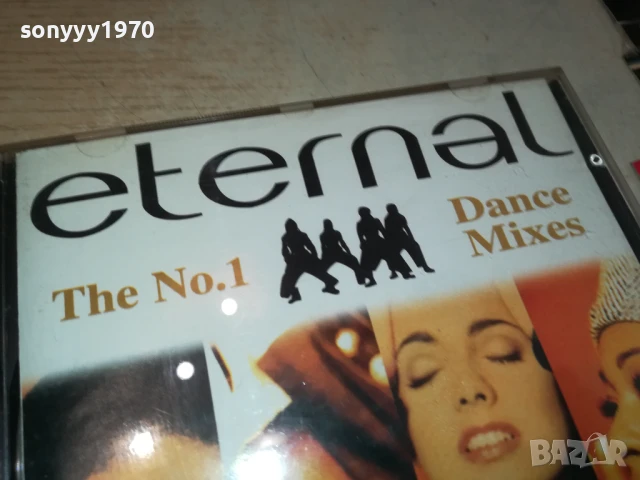 sonyyy1970
eternal
The No.1
Dance
Mixes
BAZAR